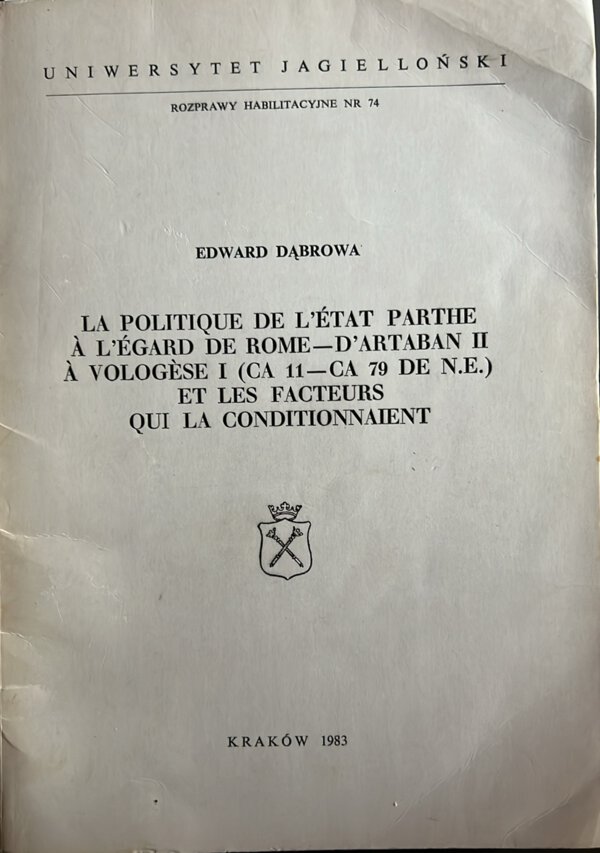 UNIWERSYTET JAGIELLOŃSKI
ROZPRAWY HABILITACYJNE NR 74
EDWARD DĄBROWA
LA POLITIQUE DE L'ÉTAT PARTHE
À L'ÉGARD DE ROME—D'ARTABAN II
À VOLOGÈSE I (CA 11—CA 79 DE N.E.)
ET LES FACTEURS
QUI LA CONDITIONNAIENT
KRAKÓW 1983